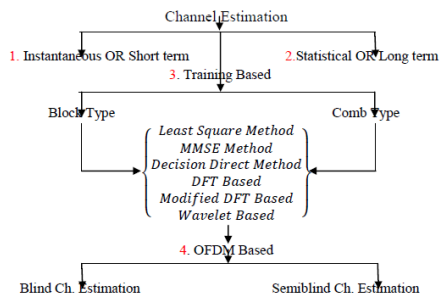 Channel Estimation
1. Instantaneous OR Short term
2.Statistical OR Long term
3. Training Based
Block Type
Comb Type
Least Square Method
MMSE Method
Decision Direct Method
DFT Based
Modified DFT Based
Wavelet Based
4. OFDM Based
Blind Ch. Estimation
Semiblind Ch. Estimation